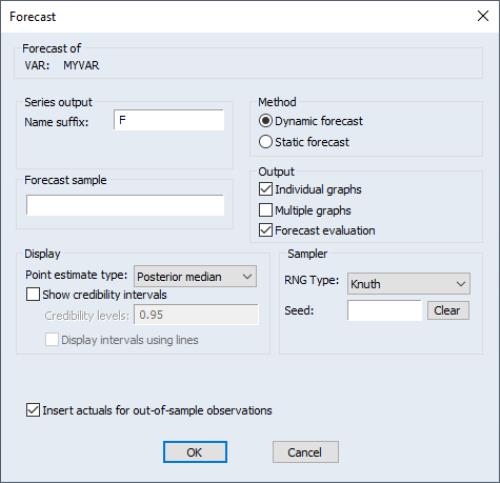 Forecast
Forecast of
VAR: MYVAR
Series output
Name suffix: F
Forecast sample
Method
Dynamic forecast
Static forecast
Output
Individual graphs
Multiple graphs
Forecast evaluation
Display
Point estimate type: Posterior median
Show credibility intervals
Credibility levels: 0.95
Display intervals using lines
Sampler
RNG Type: Knuth
Seed: Clear
Insert actuals for out-of-sample observations
OK Cancel